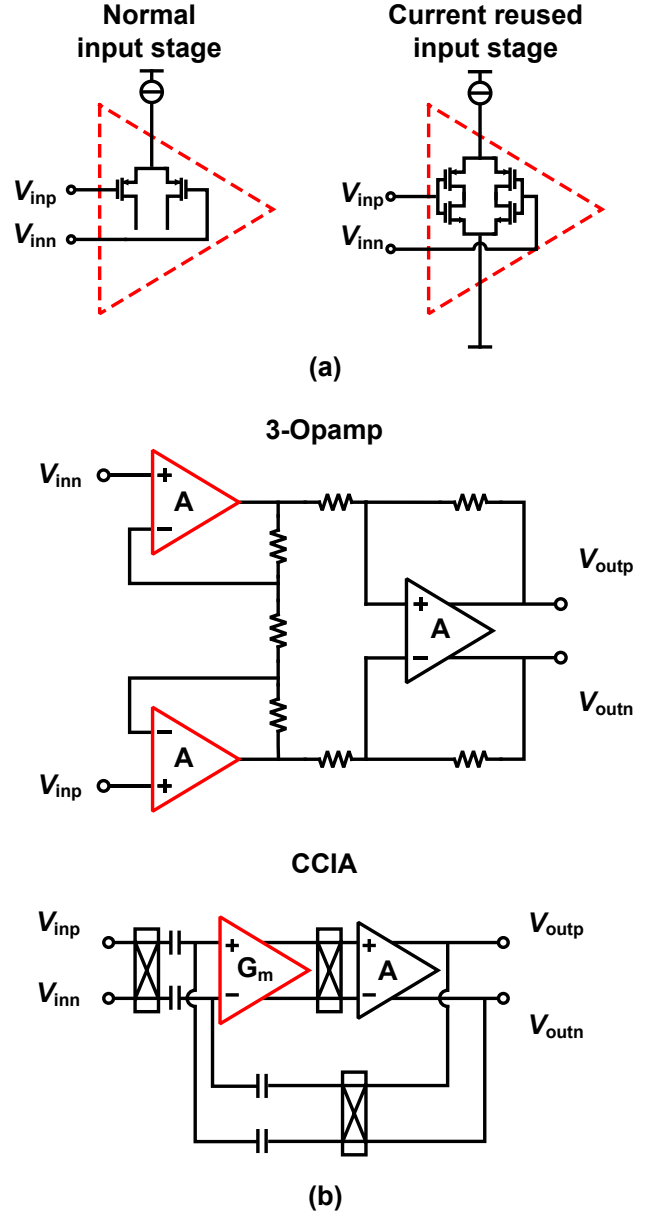 Normal
input stage
Current reused
input stage
Vinp
Vinn
Vinp
Vinn
(a)
3-Opamp
Vinn
+
A
−
Voutp
+
A
−
Voutn
−
A
+
Vinp
CCIA
Vinp
Vinn
+
Gm
−
+
A
−
Voutp
Voutn
(b)